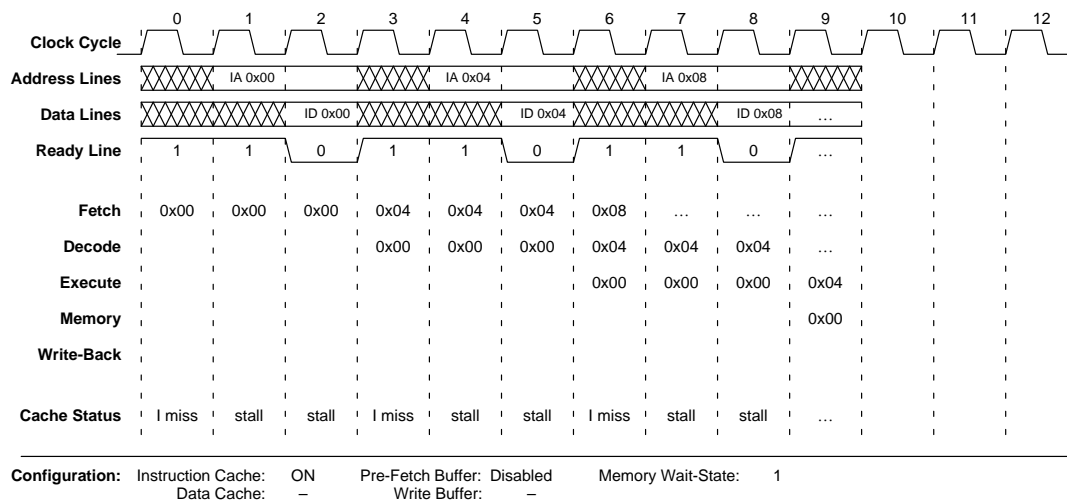 0 1 2 3 4 5 6 7 8 9 10 11 12
Clock Cycle
Address Lines IA 0x00 IA 0x04 IA 0x08
Data Lines ID 0x00 ID 0x04 ID 0x08 …
Ready Line 1 1 0 1 1 0 1 1 0 …
Fetch 0x00 0x00 0x00 0x04 0x04 0x04 0x08 … … …
Decode 0x00 0x00 0x00 0x04 0x04 0x04 …
Execute 0x00 0x00 0x00 0x04
Memory 0x00
Write-Back
Cache Status I miss stall stall I miss stall stall I miss stall stall …
Configuration: Instruction Cache: ON Pre-Fetch Buffer: Disabled Memory Wait-State: 1
Data Cache: – Write Buffer: –